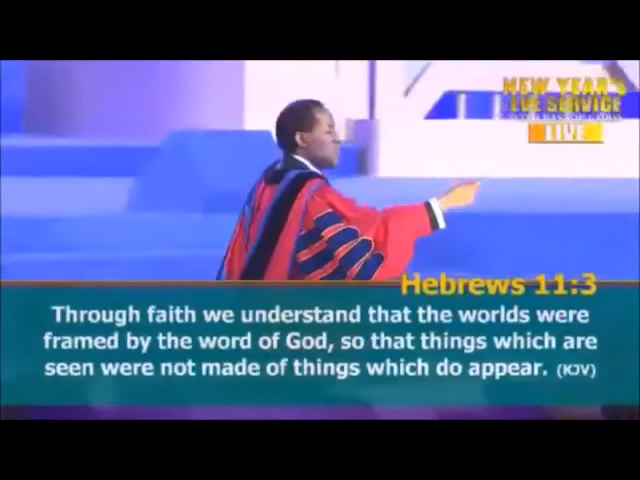 NEW YEAR'S
EVE SERVICE
LIVE
Hebrews 11:3
Through faith we understand that the worlds were
framed by the word of God, so that things which are
seen were not made of things which do appear. (KJV)